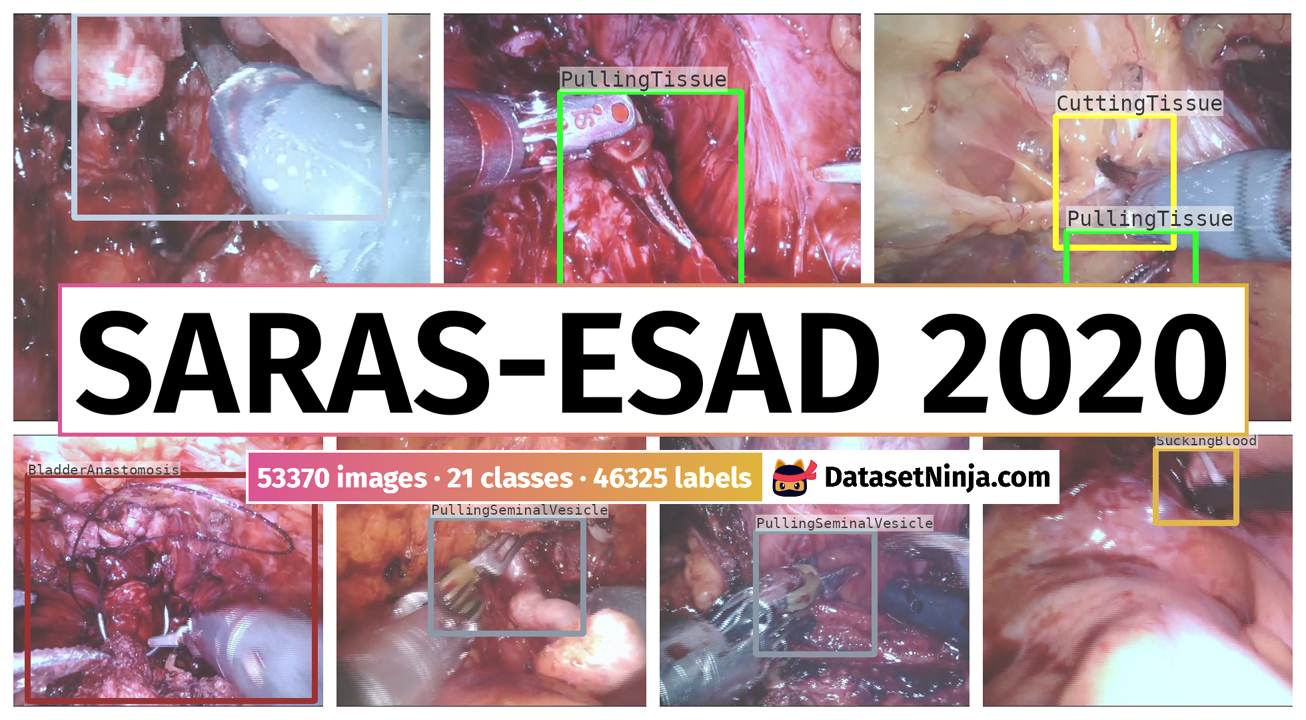 PullingTissue
CuttingTissue
PullingTissue
SARAS-ESAD 2020
SuckingBlood
BladderAnastomosis
53370 images · 21 classes · 46325 labels
DatasetNinja.com
PullingSeminalVesicle
PullingSeminalVesicle